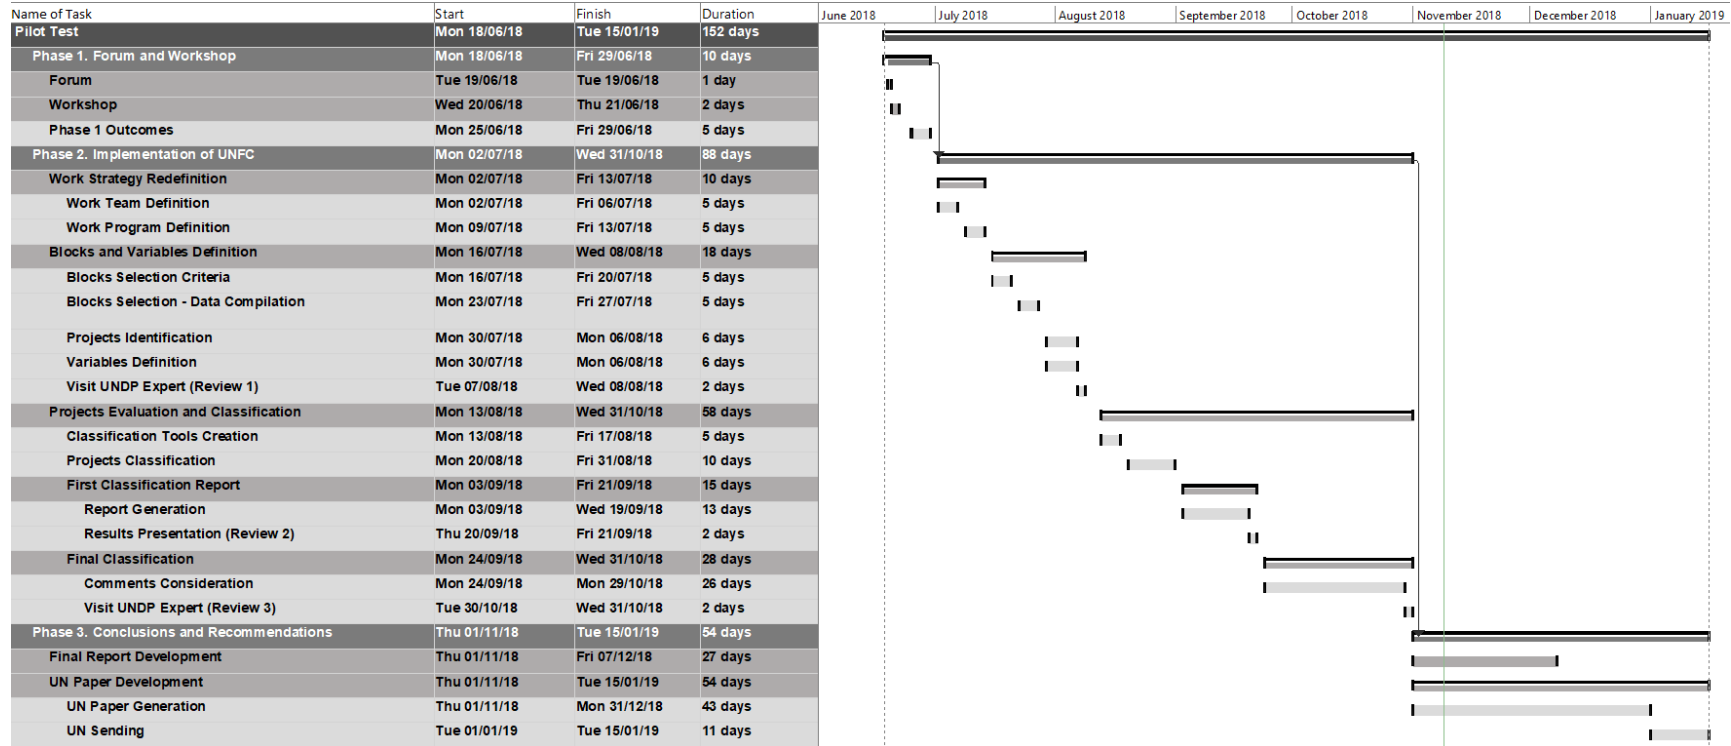 Name of Task Start Finish Duration June 2018 July 2018 August 2018 September 2018 October 2018 November 2018 December 2018 January 2019
Pilot Test Mon 18/06/18 Tue 15/01/19 152 days
Phase 1. Forum and Workshop Mon 18/06/18 Fri 29/06/18 10 days
Forum Tue 19/06/18 Tue 19/06/18 1 day
Workshop Wed 20/06/18 Thu 21/06/18 2 days
Phase 1 Outcomes Mon 25/06/18 Fri 29/06/18 5 days
Phase 2. Implementation of UNFC Mon 02/07/18 Wed 31/10/18 88 days
Work Strategy Redefinition Mon 02/07/18 Fri 13/07/18 10 days
Work Team Definition Mon 02/07/18 Fri 06/07/18 5 days
Work Program Definition Mon 09/07/18 Fri 13/07/18 5 days
Blocks and Variables Definition Mon 16/07/18 Wed 08/08/18 18 days
Blocks Selection Criteria Mon 16/07/18 Fri 20/07/18 5 days
Blocks Selection - Data Compilation Mon 23/07/18 Fri 27/07/18 5 days
Projects Identification Mon 30/07/18 Mon 06/08/18 6 days
Variables Definition Mon 30/07/18 Mon 06/08/18 6 days
Visit UNDP Expert (Review 1) Tue 07/08/18 Wed 08/08/18 2 days
Projects Evaluation and Classification Mon 13/08/18 Wed 31/10/18 58 days
Classification Tools Creation Mon 13/08/18 Fri 17/08/18 5 days
Projects Classification Mon 20/08/18 Fri 31/08/18 10 days
First Classification Report Mon 03/09/18 Fri 21/09/18 15 days
Report Generation Mon 03/09/18 Wed 19/09/18 13 days
Results Presentation (Review 2) Thu 20/09/18 Fri 21/09/18 2 days
Final Classification Mon 24/09/18 Wed 31/10/18 28 days
Comments Consideration Mon 24/09/18 Mon 29/10/18 26 days
Visit UNDP Expert (Review 3) Tue 30/10/18 Wed 31/10/18 2 days
Phase 3. Conclusions and Recommendations Thu 01/11/18 Tue 15/01/19 54 days
Final Report Development Thu 01/11/18 Fri 07/12/18 27 days
UN Paper Development Thu 01/11/18 Tue 15/01/19 54 days
UN Paper Generation Thu 01/11/18 Mon 31/12/18 43 days
UN Sending Tue 01/01/19 Tue 15/01/19 11 days